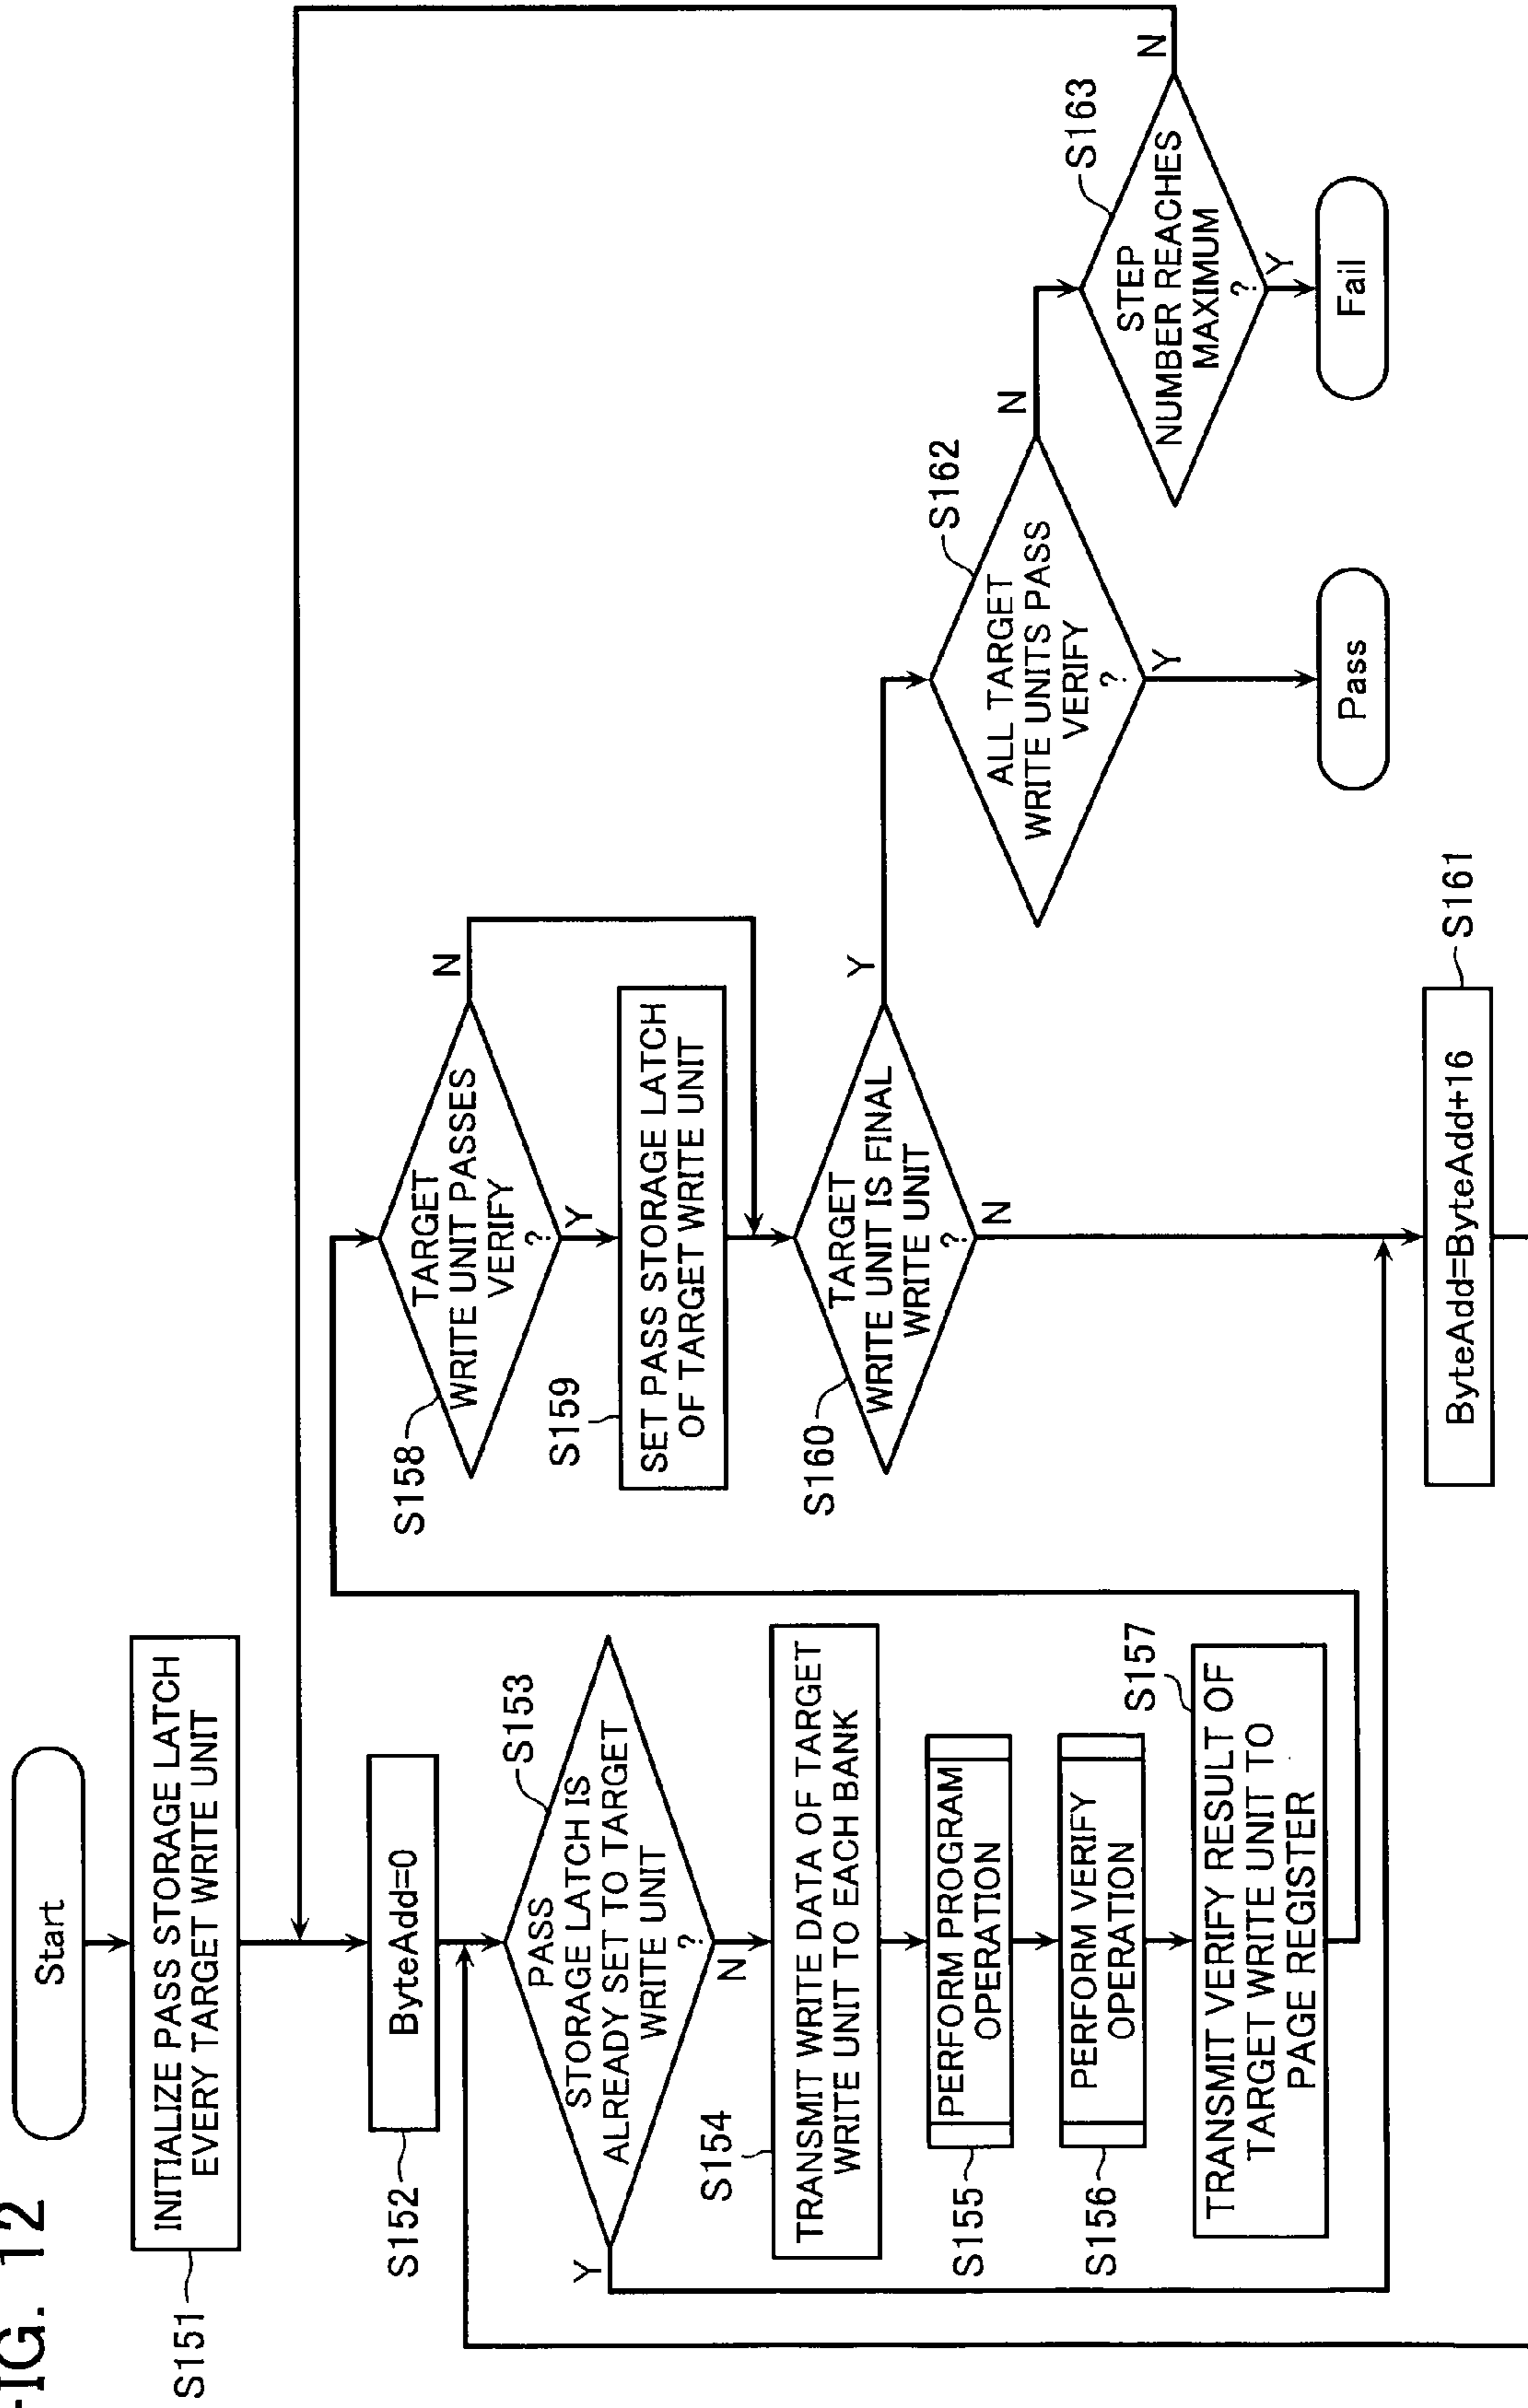 FIG. 12
Start
S151
INITIALIZE PASS STORAGE LATCH
EVERY TARGET WRITE UNIT
S152
ByteAdd=0
S153
PASS
STORAGE LATCH IS
ALREADY SET TO TARGET
WRITE UNIT
?
Y
N
S154
TRANSMIT WRITE DATA OF TARGET
WRITE UNIT TO EACH BANK
S155
PERFORM PROGRAM
OPERATION
S156
PERFORM VERIFY
OPERATION
S157
TRANSMIT VERIFY RESULT OF
TARGET WRITE UNIT TO
PAGE REGISTER
S158
TARGET
WRITE UNIT PASSES
VERIFY
?
N
Y
S159
SET PASS STORAGE LATCH
OF TARGET WRITE UNIT
S160
TARGET
WRITE UNIT IS FINAL
WRITE UNIT
?
Y
N
ByteAdd=ByteAdd+16
S161
S162
ALL TARGET
WRITE UNITS PASS
VERIFY
?
N
Y
Pass
S163
STEP
NUMBER REACHES
MAXIMUM
?
N
Y
Fail